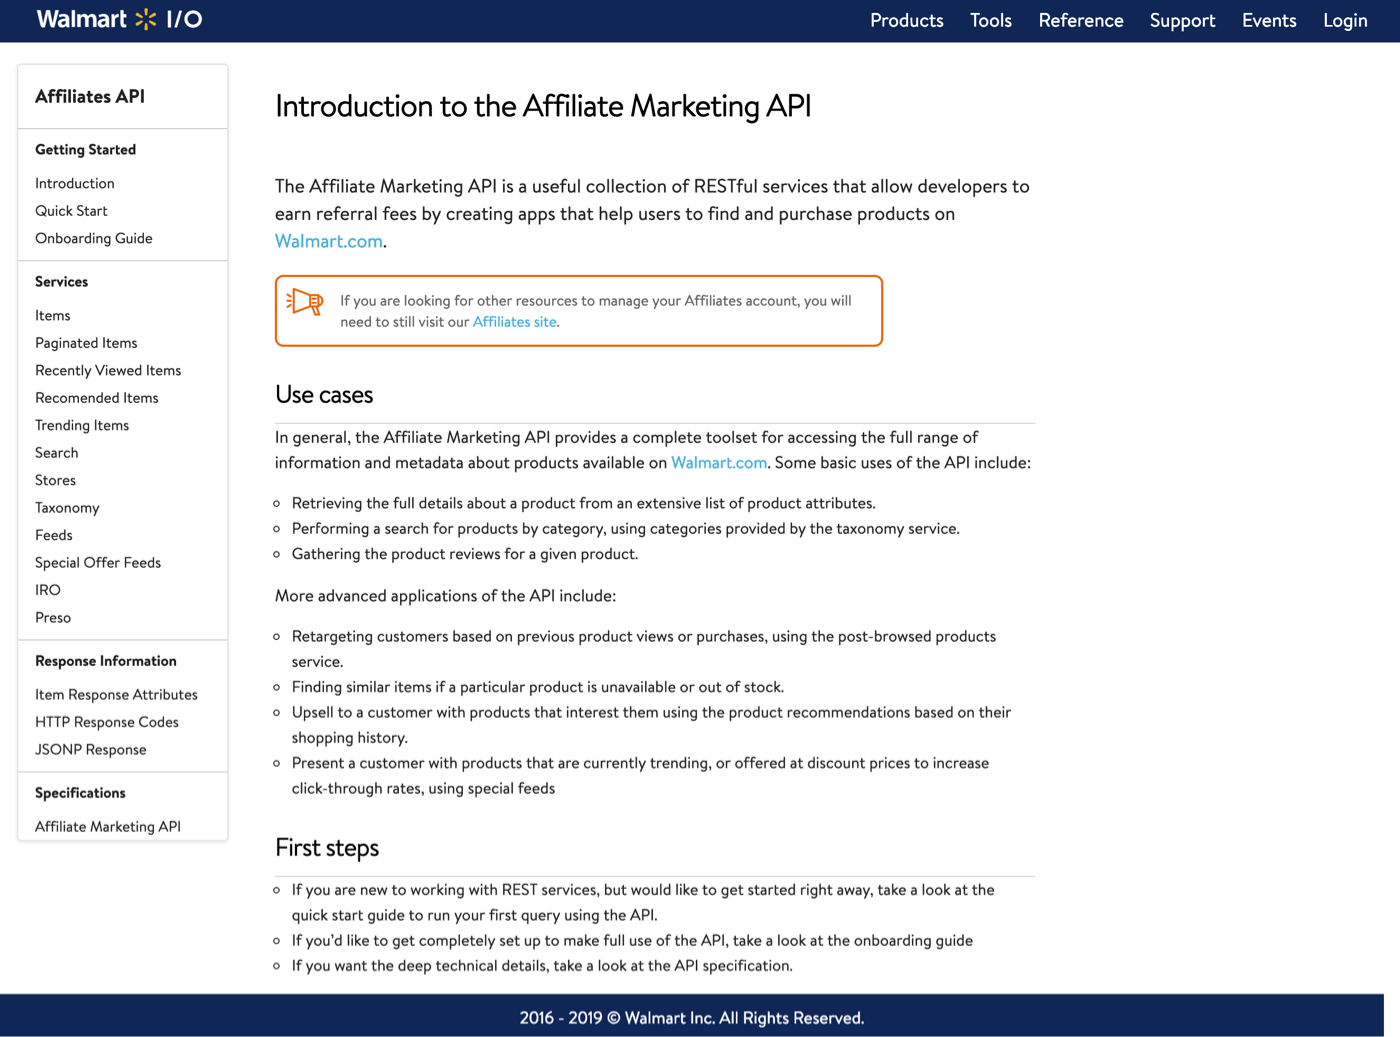 Walmart I/O
Products Tools Reference Support Events Login
Affiliates API
Getting Started
Introduction
Quick Start
Onboarding Guide
Services
Items
Paginated Items
Recently Viewed Items
Recomended Items
Trending Items
Search
Stores
Taxonomy
Feeds
Special Offer Feeds
IRO
Preso
Response Information
Item Response Attributes
HTTP Response Codes
JSONP Response
Specifications
Affiliate Marketing API
Introduction to the Affiliate Marketing API
The Affiliate Marketing API is a useful collection of RESTful services that allow developers to
earn referral fees by creating apps that help users to find and purchase products on
Walmart.com.
If you are looking for other resources to manage your Affiliates account, you will
need to still visit our Affiliates site.
Use cases
In general, the Affiliate Marketing API provides a complete toolset for accessing the full range of
information and metadata about products available on Walmart.com. Some basic uses of the API include:
Retrieving the full details about a product from an extensive list of product attributes.
Performing a search for products by category, using categories provided by the taxonomy service.
Gathering the product reviews for a given product.
More advanced applications of the API include:
Retargeting customers based on previous product views or purchases, using the post-browsed products
service.
Finding similar items if a particular product is unavailable or out of stock.
Upsell to a customer with products that interest them using the product recommendations based on their
shopping history.
Present a customer with products that are currently trending, or offered at discount prices to increase
click-through rates, using special feeds
First steps
If you are new to working with REST services, but would like to get started right away, take a look at the
quick start guide to run your first query using the API.
If you'd like to get completely set up to make full use of the API, take a look at the onboarding guide
If you want the deep technical details, take a look at the API specification.
2016 - 2019 © Walmart Inc. All Rights Reserved.